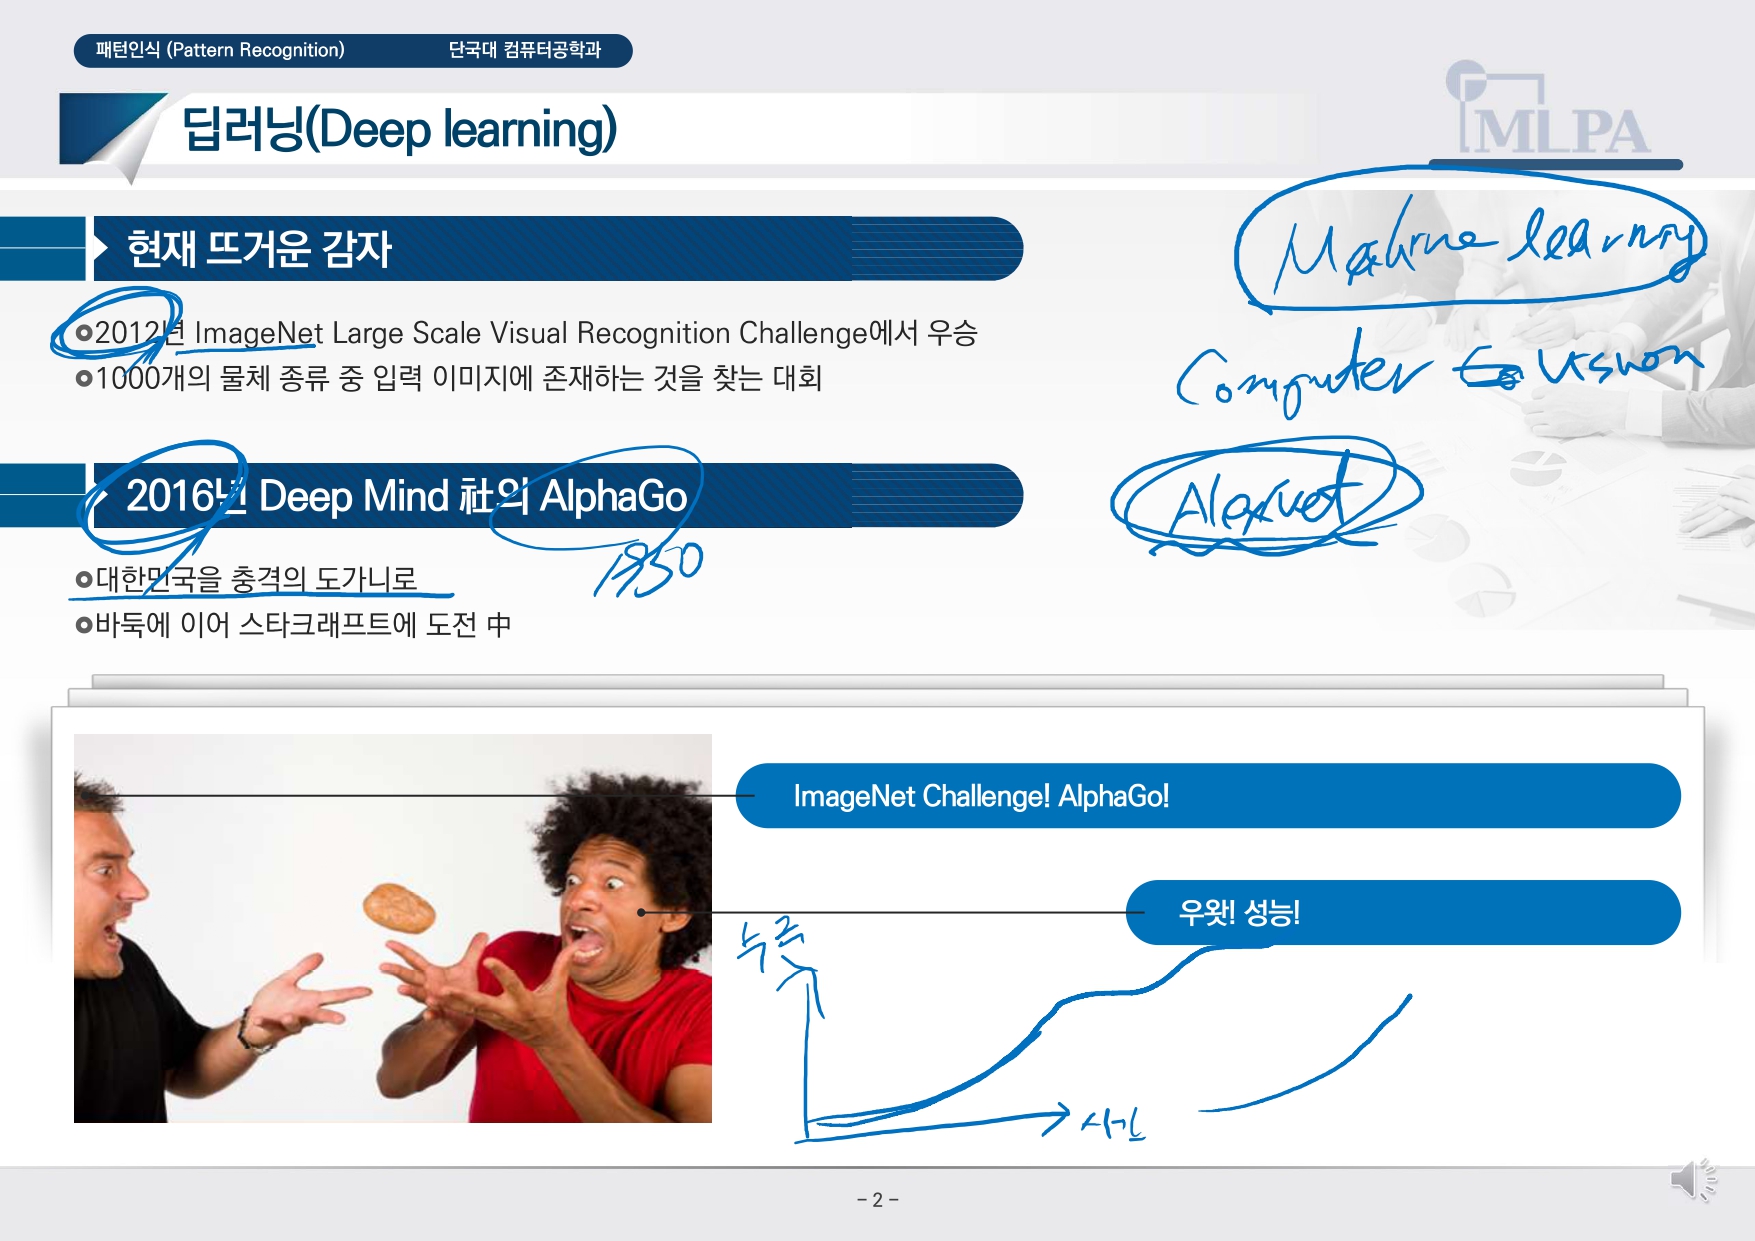 패턴인식 (Pattern Recognition) 단국대 컴퓨터공학과
MLPA
딥러닝(Deep learning)
현재 뜨거운 감자
Machine learning
2012년 ImageNet Large Scale Visual Recognition Challenge에서 우승
Computer vision
1000개의 물체 종류 중 입력 이미지에 존재하는 것을 찾는 대회
2016년 Deep Mind 社의 AlphaGo
Alexnet
1950
대한민국을 충격의 도가니로
바둑에 이어 스타크래프트에 도전 中
ImageNet Challenge! AlphaGo!
우왓! 성능!
시간
- 2 -